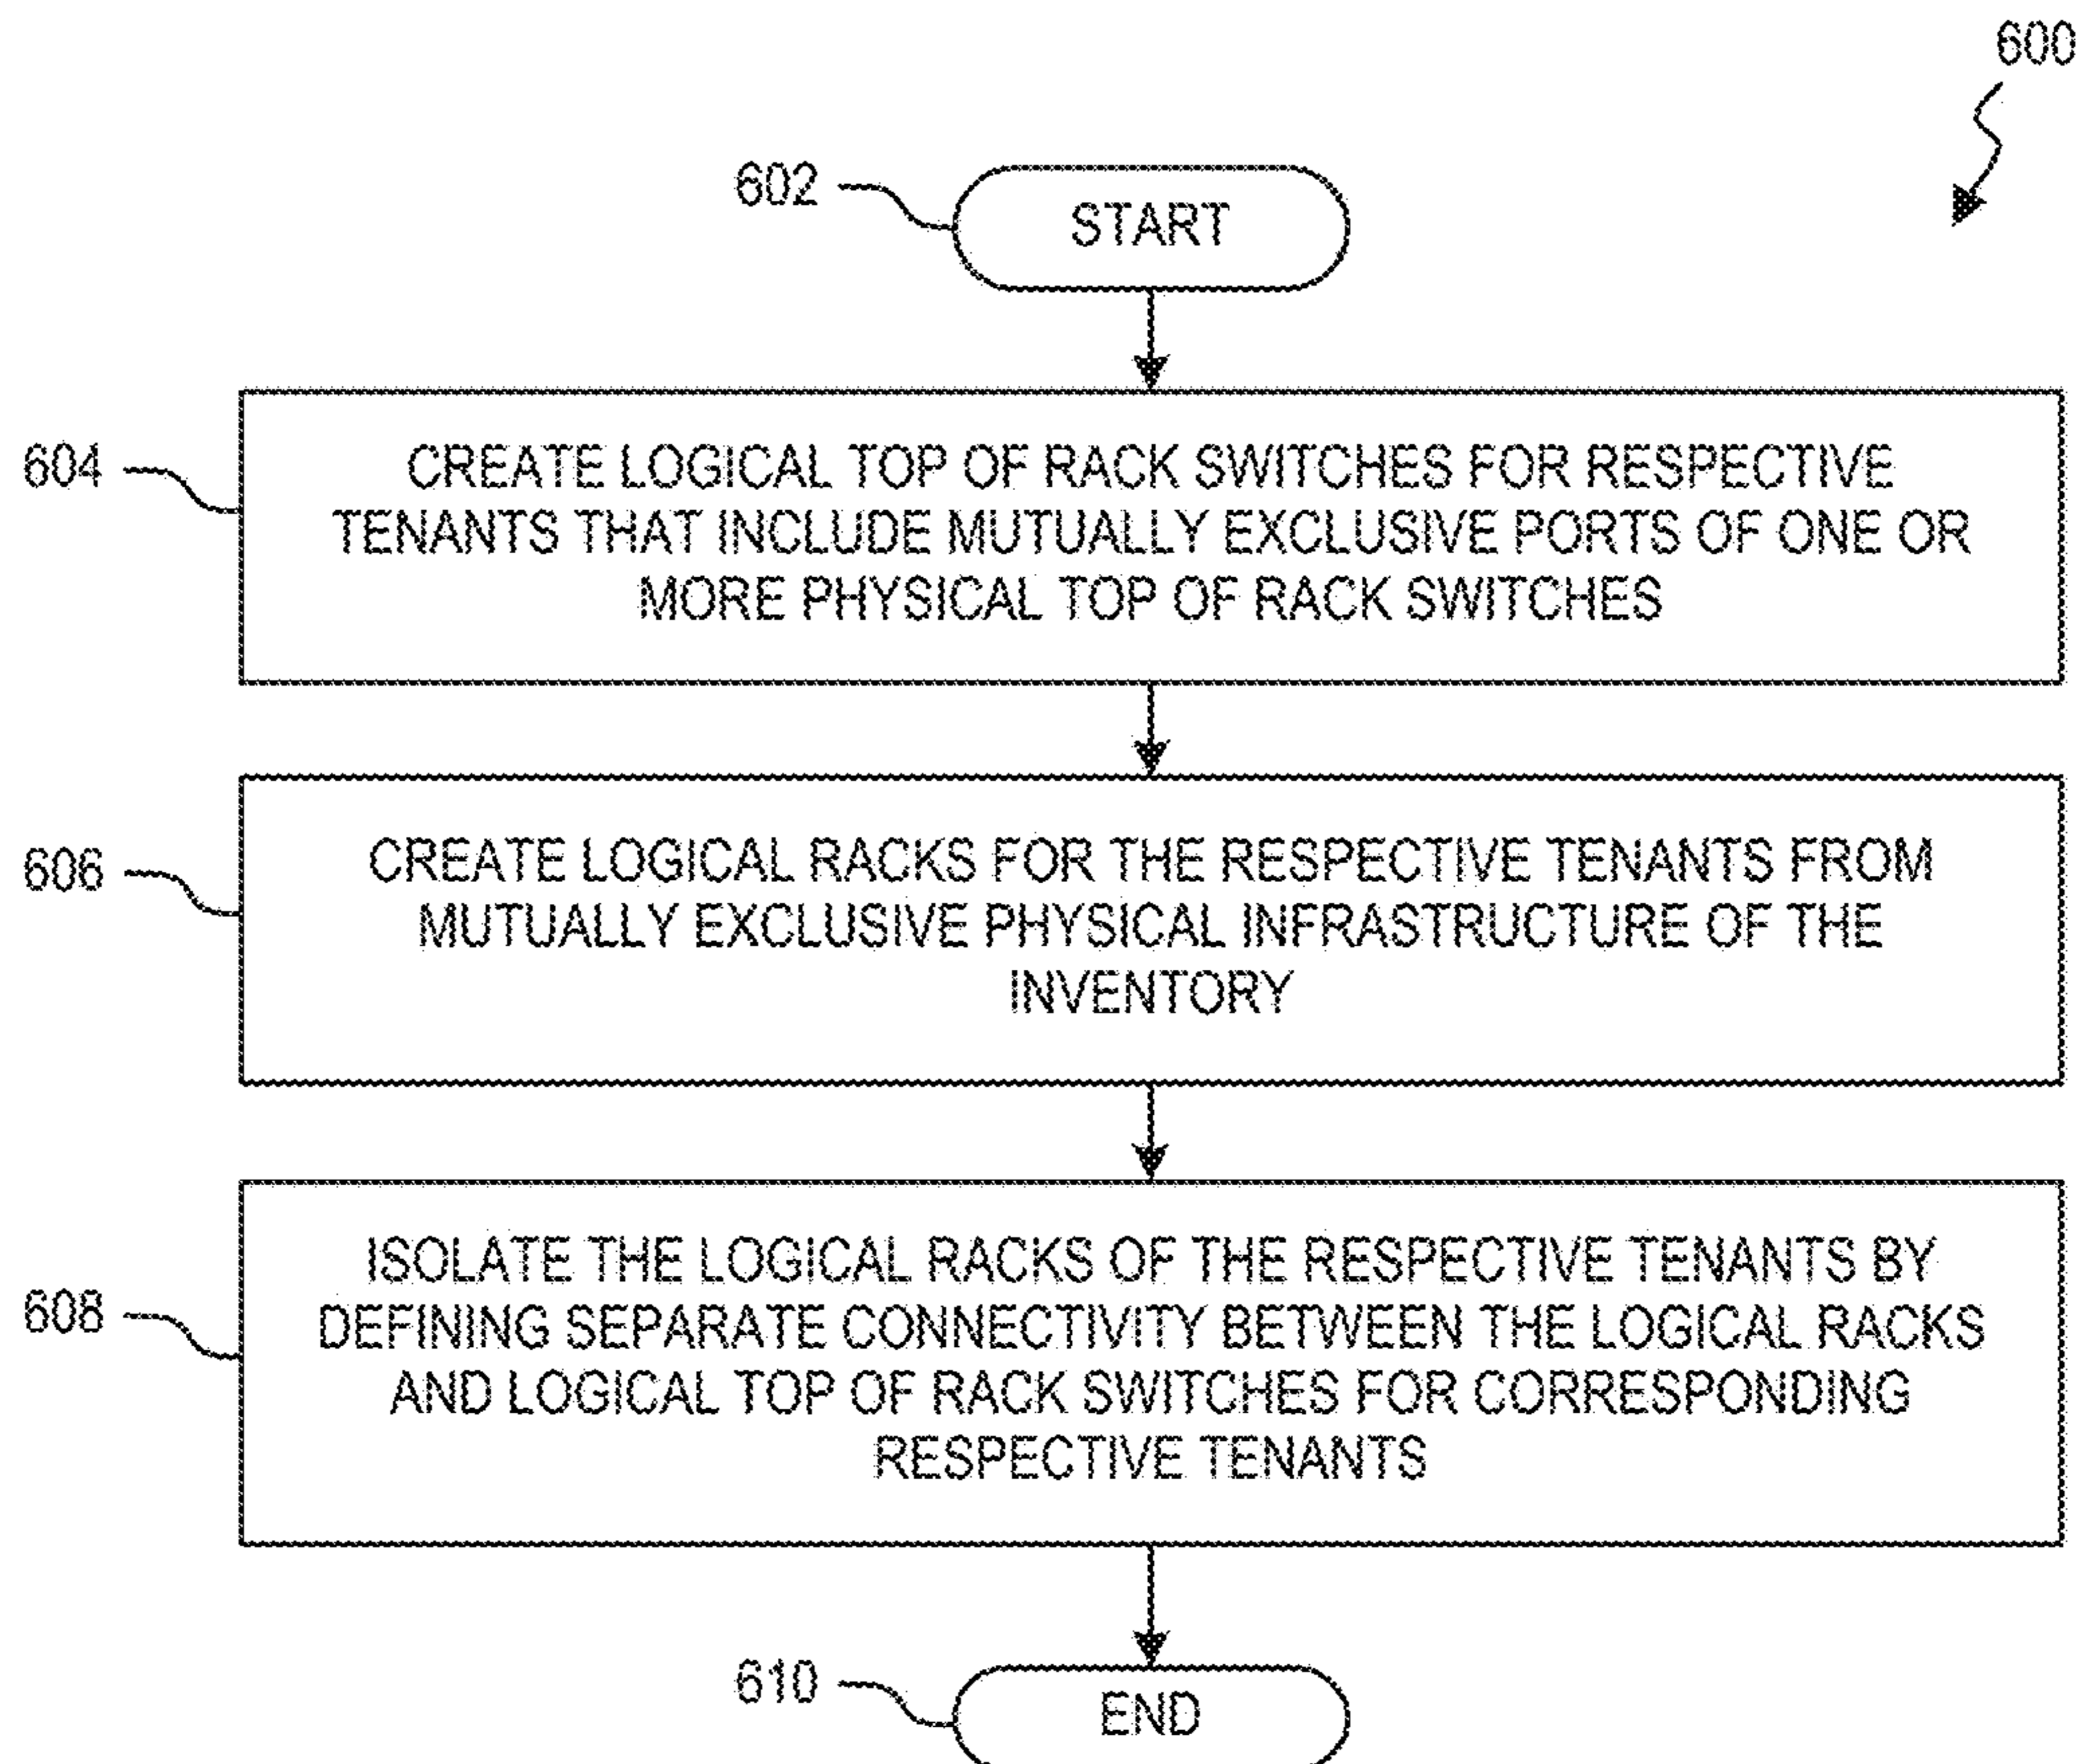 600
602
START
604
CREATE LOGICAL TOP OF RACK SWITCHES FOR RESPECTIVE
TENANTS THAT INCLUDE MUTUALLY EXCLUSIVE PORTS OF ONE OR
MORE PHYSICAL TOP OF RACK SWITCHES
606
CREATE LOGICAL RACKS FOR THE RESPECTIVE TENANTS FROM
MUTUALLY EXCLUSIVE PHYSICAL INFRASTRUCTURE OF THE
INVENTORY
608
ISOLATE THE LOGICAL RACKS OF THE RESPECTIVE TENANTS BY
DEFINING SEPARATE CONNECTIVITY BETWEEN THE LOGICAL RACKS
AND LOGICAL TOP OF RACK SWITCHES FOR CORRESPONDING
RESPECTIVE TENANTS
610
END